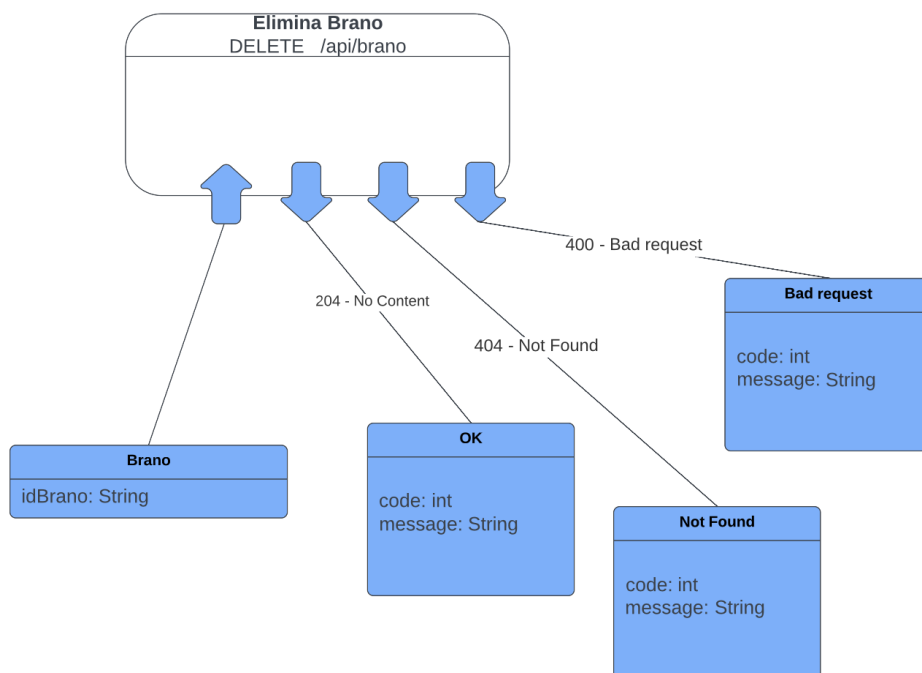 Elimina Brano
DELETE /api/brano
400 - Bad request
204 - No Content
404 - Not Found
Bad request
code: int
message: String
Brano
idBrano: String
OK
code: int
message: String
Not Found
code: int
message: String